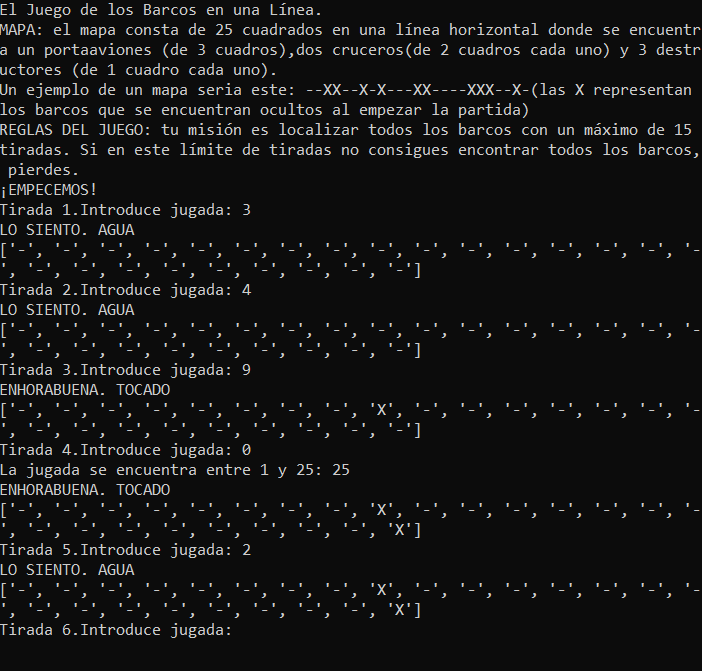 El Juego de los Barcos en una Línea.
MAPA: el mapa consta de 25 cuadrados en una línea horizontal donde se encuentr
a un portaaviones (de 3 cuadros),dos cruceros(de 2 cuadros cada uno) y 3 destr
uctores (de 1 cuadro cada uno).
Un ejemplo de un mapa seria este: --XX--X-X---XX----XXX--X-(las X representan
los barcos que se encuentran ocultos al empezar la partida)
REGLAS DEL JUEGO: tu misión es localizar todos los barcos con un máximo de 15
tiradas. Si en este límite de tiradas no consigues encontrar todos los barcos,
 pierdes.
¡EMPECEMOS!
Tirada 1.Introduce jugada: 3
LO SIENTO. AGUA
['-', '-', '-', '-', '-', '-', '-', '-', '-', '-', '-', '-', '-', '-', '-', '-
', '-', '-', '-', '-', '-', '-', '-', '-', '-']
Tirada 2.Introduce jugada: 4
LO SIENTO. AGUA
['-', '-', '-', '-', '-', '-', '-', '-', '-', '-', '-', '-', '-', '-', '-', '-
', '-', '-', '-', '-', '-', '-', '-', '-', '-']
Tirada 3.Introduce jugada: 9
ENHORABUENA. TOCADO
['-', '-', '-', '-', '-', '-', '-', '-', 'X', '-', '-', '-', '-', '-', '-', '-
', '-', '-', '-', '-', '-', '-', '-', '-', '-']
Tirada 4.Introduce jugada: 0
La jugada se encuentra entre 1 y 25: 25
ENHORABUENA. TOCADO
['-', '-', '-', '-', '-', '-', '-', '-', 'X', '-', '-', '-', '-', '-', '-', '-
', '-', '-', '-', '-', '-', '-', '-', '-', 'X']
Tirada 5.Introduce jugada: 2
LO SIENTO. AGUA
['-', '-', '-', '-', '-', '-', '-', '-', 'X', '-', '-', '-', '-', '-', '-', '-
', '-', '-', '-', '-', '-', '-', '-', '-', 'X']
Tirada 6.Introduce jugada: